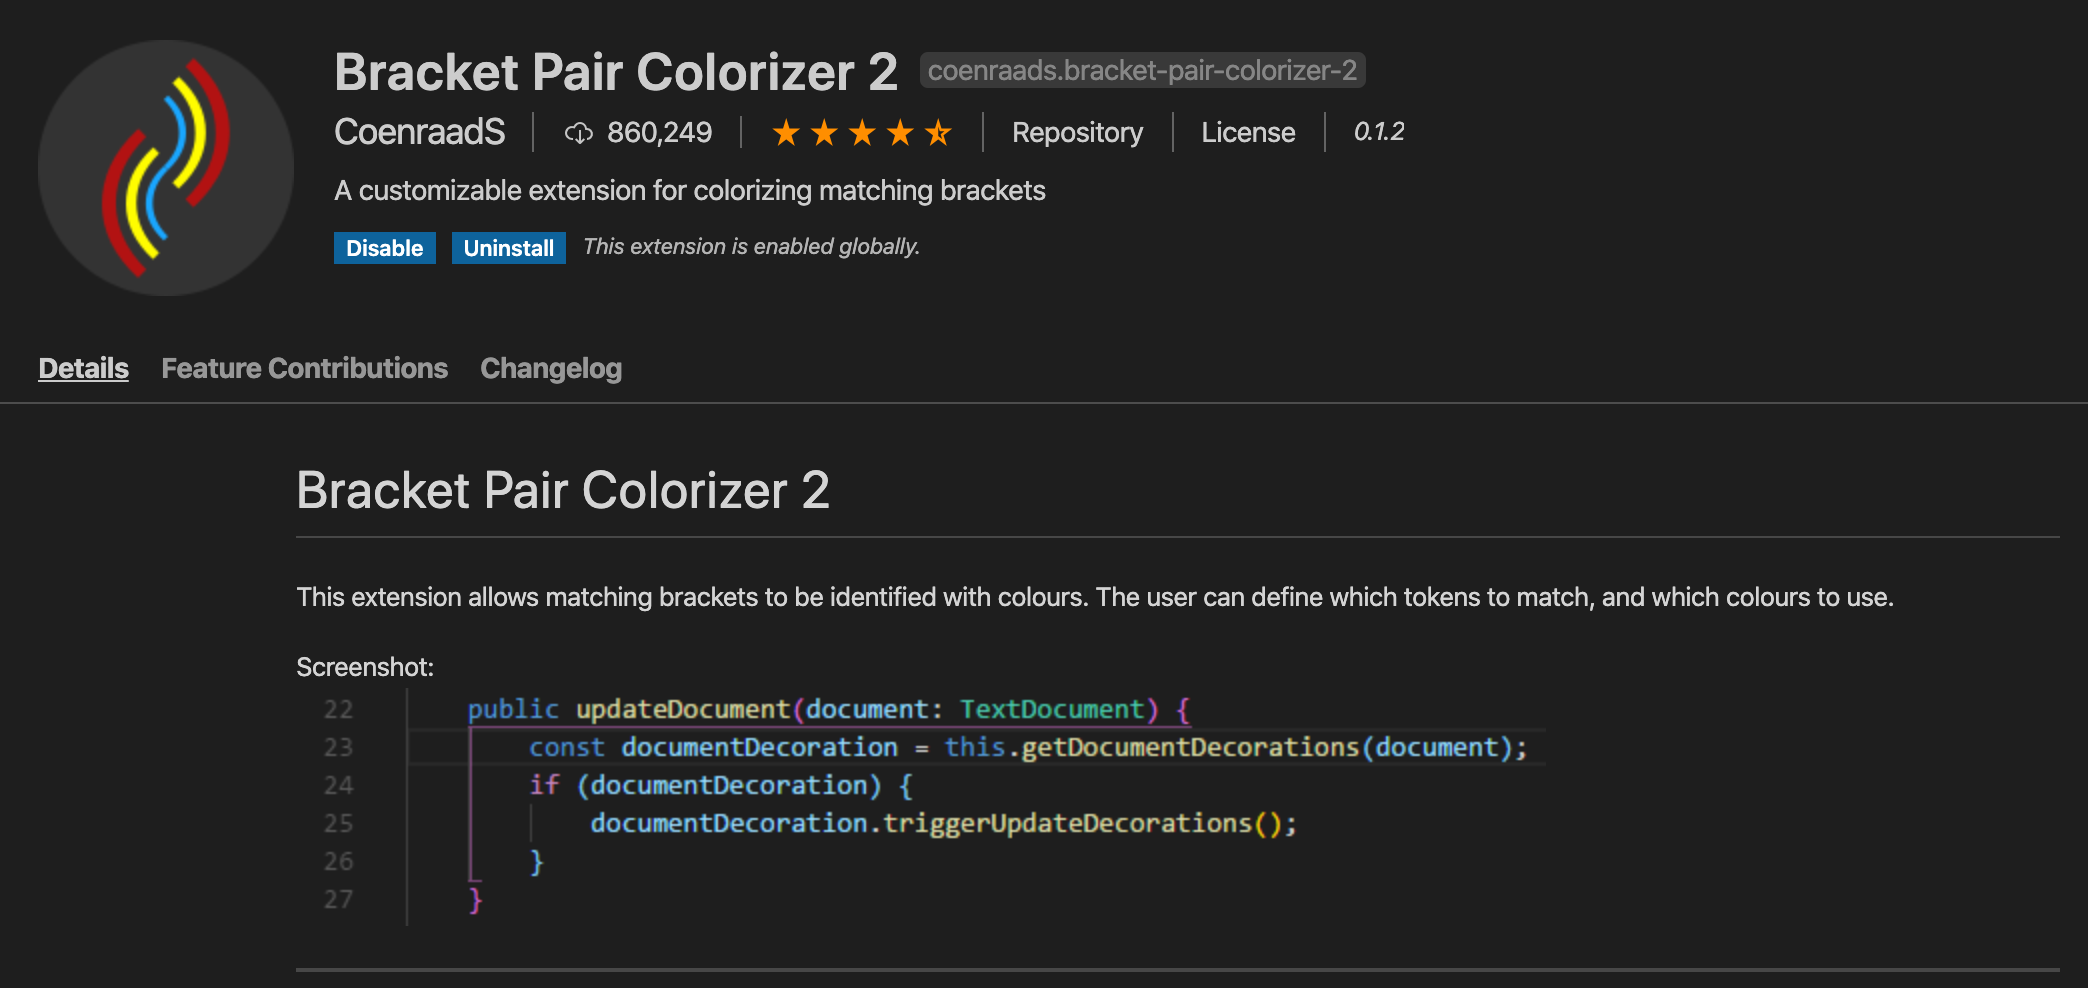 Bracket Pair Colorizer 2 coenraads.bracket-pair-colorizer-2
CoenraadS 860,249 Repository License 0.1.2
A customizable extension for colorizing matching brackets
Disable Uninstall This extension is enabled globally.
Details Feature Contributions Changelog
Bracket Pair Colorizer 2
This extension allows matching brackets to be identified with colours. The user can define which tokens to match, and which colours to use.
Screenshot:
22 public updateDocument(document: TextDocument) {
23 const documentDecoration = this.getDocumentDecorations(document);
24 if (documentDecoration) {
25 documentDecoration.triggerUpdateDecorations();
26 }
27 }